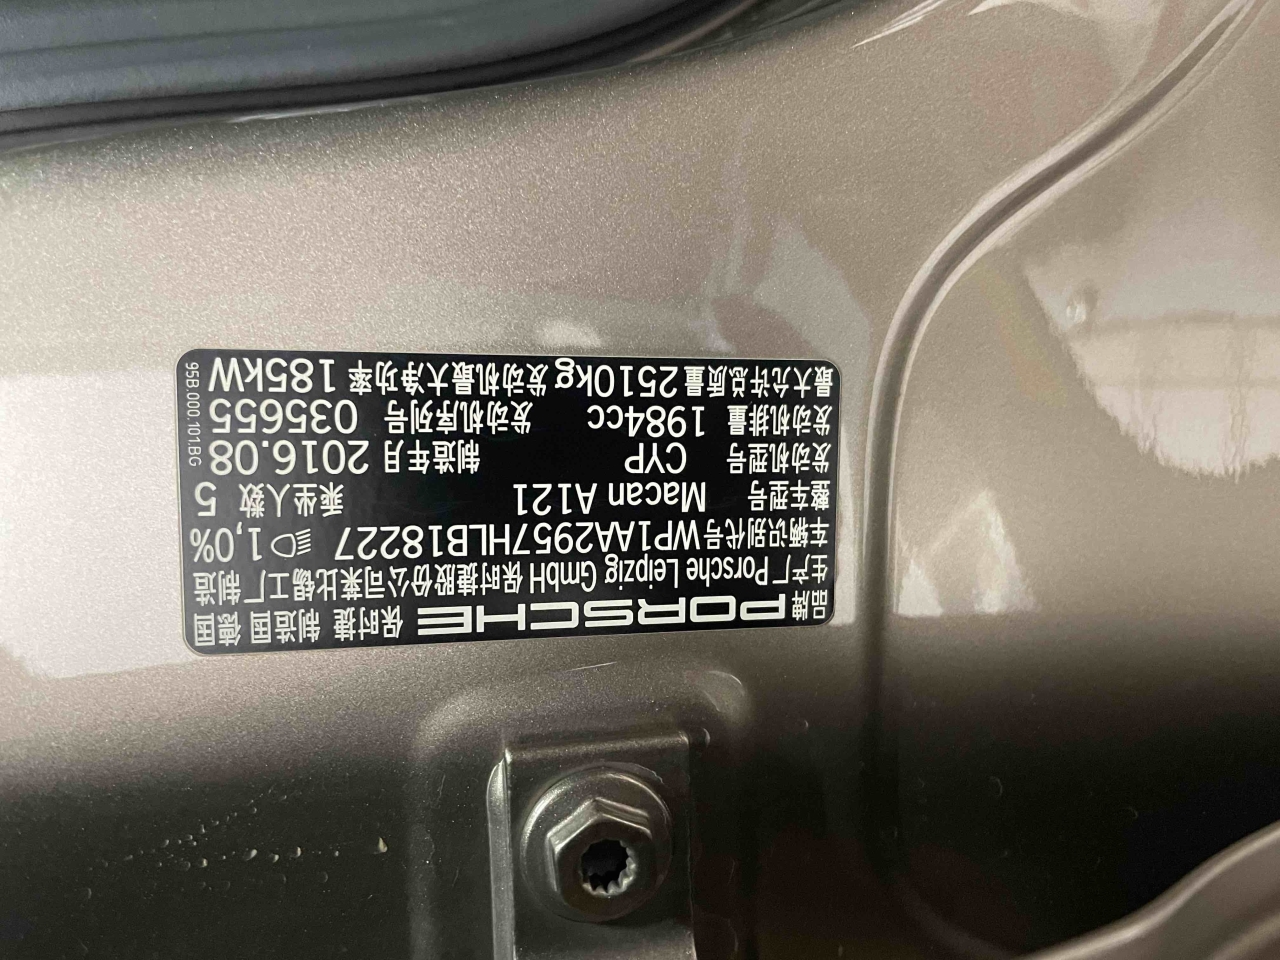 品牌 PORSCHE 保时捷 制造国 德国
生产厂 Porsche Leipzig GmbH 保时捷股份公司莱比锡工厂 制造
车辆识别代号 WP1AA2957HLB18227 1,0%
整车型号 Macan A121 乘坐人数 5
发动机型号 CYP 制造年月 2016.08
发动机排量 1984cc 发动机序列号 035655
最大允许总质量 2510kg 发动机最大净功率 185kW
95B.000.101.BG